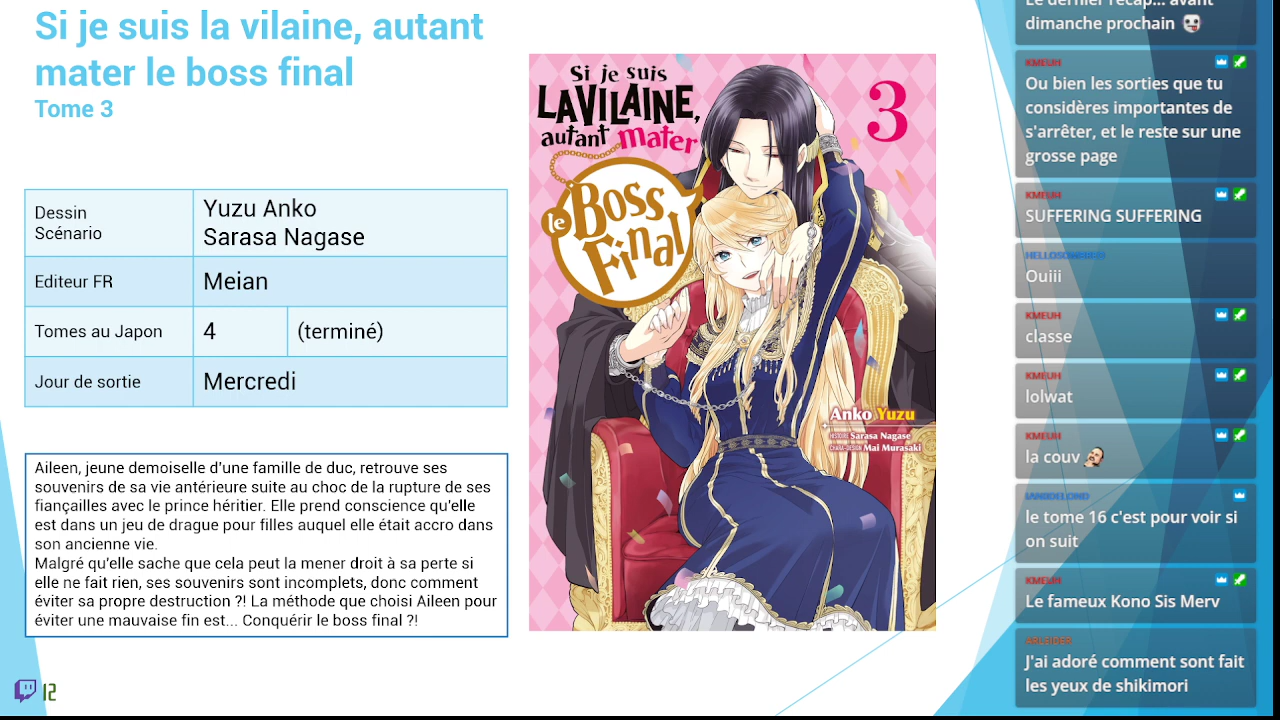 Si je suis la vilaine, autant
mater le boss final
Tome 3
Dessin
Scénario
Yuzu Anko
Sarasa Nagase
Editeur FR
Meian
Tomes au Japon
4
(terminé)
Jour de sortie
Mercredi
Aileen, jeune demoiselle d'une famille de duc, retrouve ses
souvenirs de sa vie antérieure suite au choc de la rupture de ses
fiançailles avec le prince héritier. Elle prend conscience qu'elle
est dans un jeu de drague pour filles auquel elle était accro dans
son ancienne vie.
Malgré qu'elle sache que cela peut la mener droit à sa perte si
elle ne fait rien, ses souvenirs sont incomplets, donc comment
éviter sa propre destruction ?! La méthode que choisi Aileen pour
éviter une mauvaise fin est... Conquérir le boss final ?!
12
Si je suis
LA VILAINE,
autant mater
le Boss
Final
3
Anko Yuzu
HISTOIRE Sarasa Nagase
CHARA-DESIGN Mai Murasaki
Le dernier récap... avant
dimanche prochain
KMEUH
Ou bien les sorties que tu
considères importantes de
s'arrêter, et le reste sur une
grosse page
KMEUH
SUFFERING SUFFERING
Ouiii
KMEUH
classe
KMEUH
lolwat
KMEUH
la couv
le tome 16 c'est pour voir si
on suit
KMEUH
Le fameux Kono Sis Merv
J'ai adoré comment sont fait
les yeux de shikimori